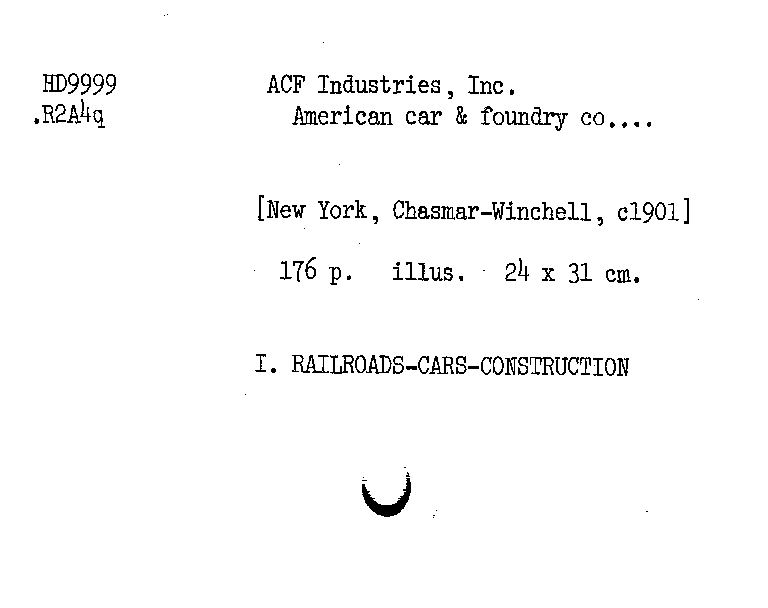 HD9999 ACF Industries, Inc.
.R2A4q American car & foundry co....
[New York, Chasmar-Winchell, c1901]
176 p. illus. 24 x 31 cm.
I. RAILROADS-CARS-CONSTRUCTION